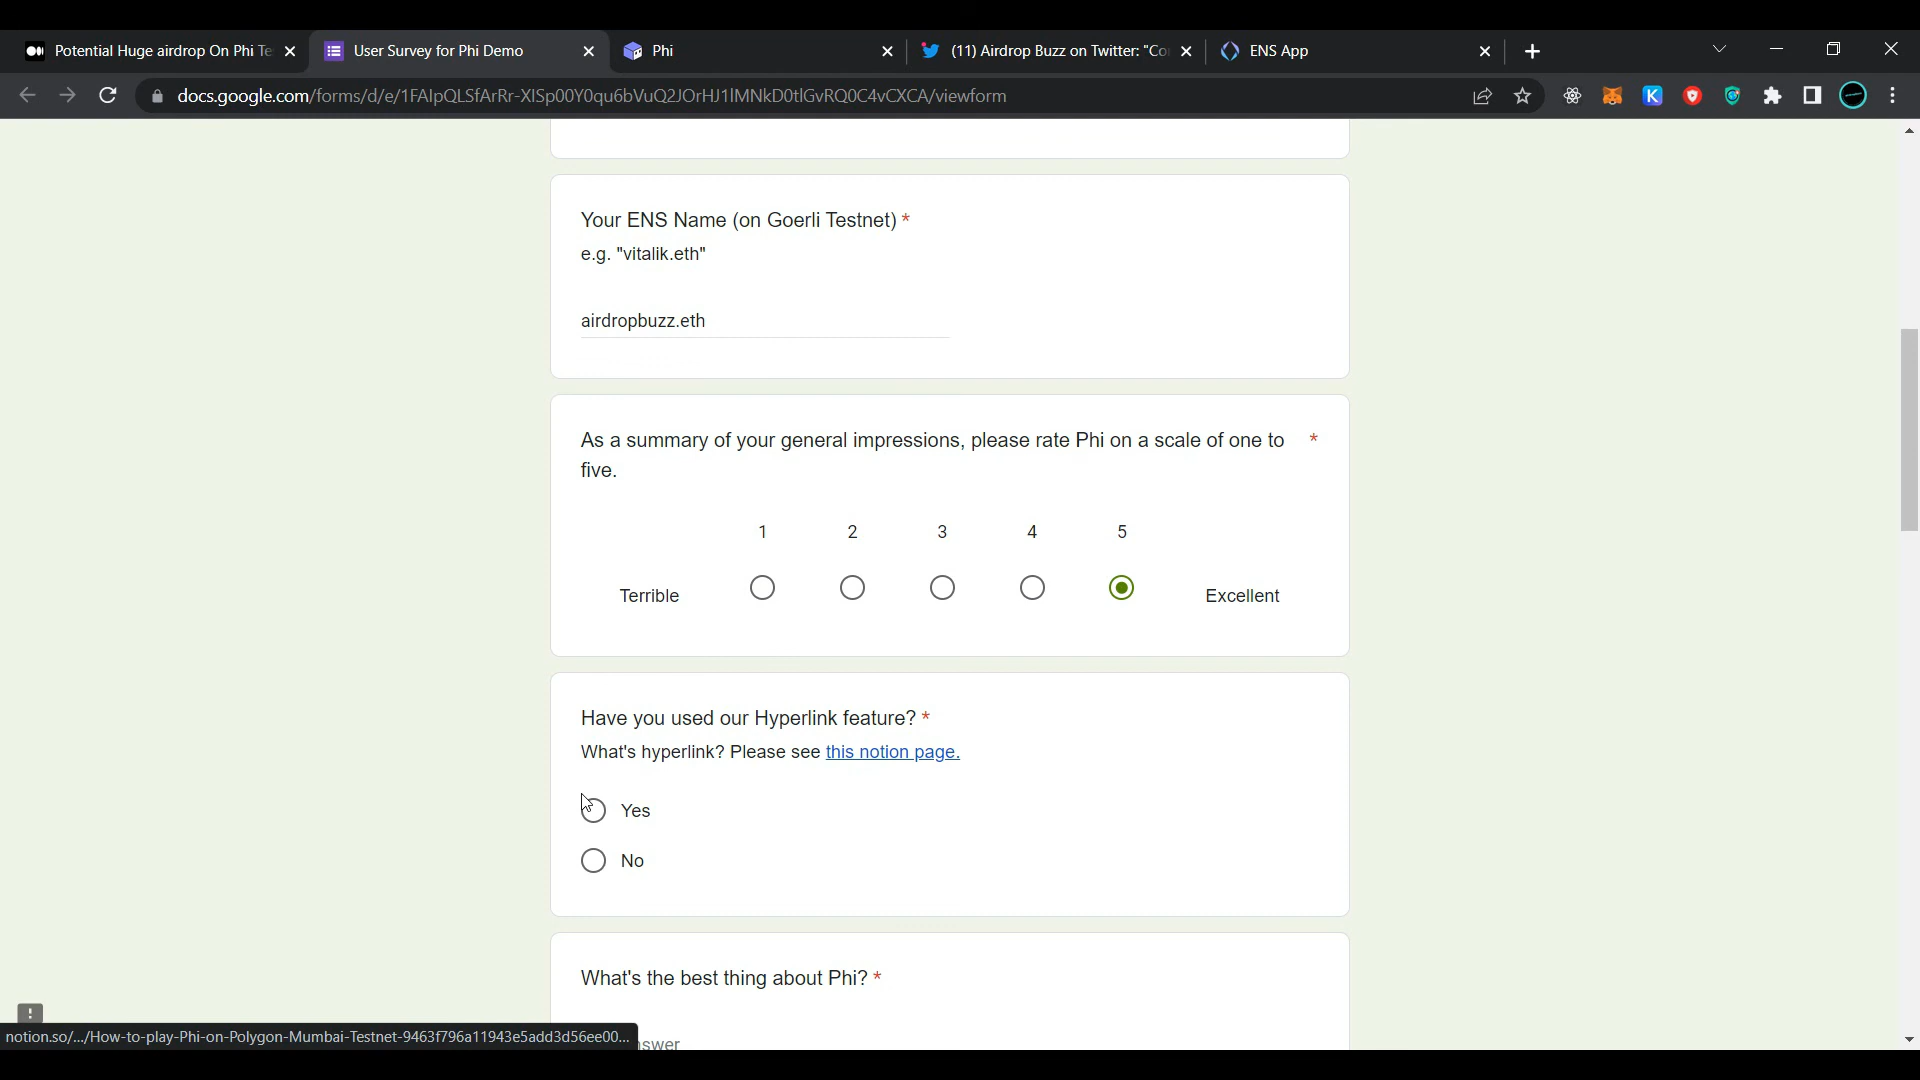 Potential Huge airdrop On Phi Te
User Survey for Phi Demo
Phi
(11) Airdrop Buzz on Twitter: "Co
ENS App
docs.google.com/forms/d/e/1FAIpQLSfArRr-XISp00Y0qu6bVuQ2JOrHJ1IMNkD0tlGvRQ0C4vCXCA/viewform
Your ENS Name (on Goerli Testnet) *
e.g. "vitalik.eth"
airdropbuzz.eth
As a summary of your general impressions, please rate Phi on a scale of one to *
five.
1 2 3 4 5
Terrible
Excellent
Have you used our Hyperlink feature? *
What's hyperlink? Please see this notion page.
Yes
No
What's the best thing about Phi? *
notion.so/.../How-to-play-Phi-on-Polygon-Mumbai-Testnet-9463f796a11943e5add3d56ee00...